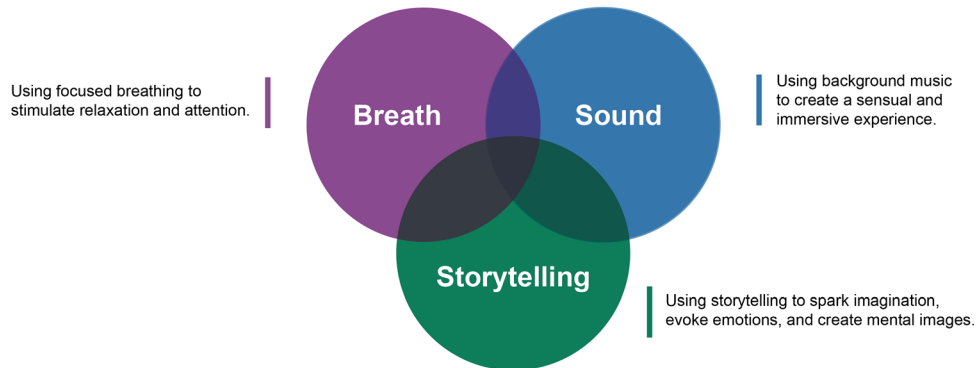 Using focused breathing to
stimulate relaxation and attention.
Breath
Sound
Using background music
to create a sensual and
immersive experience.
Storytelling
Using storytelling to spark imagination,
evoke emotions, and create mental images.